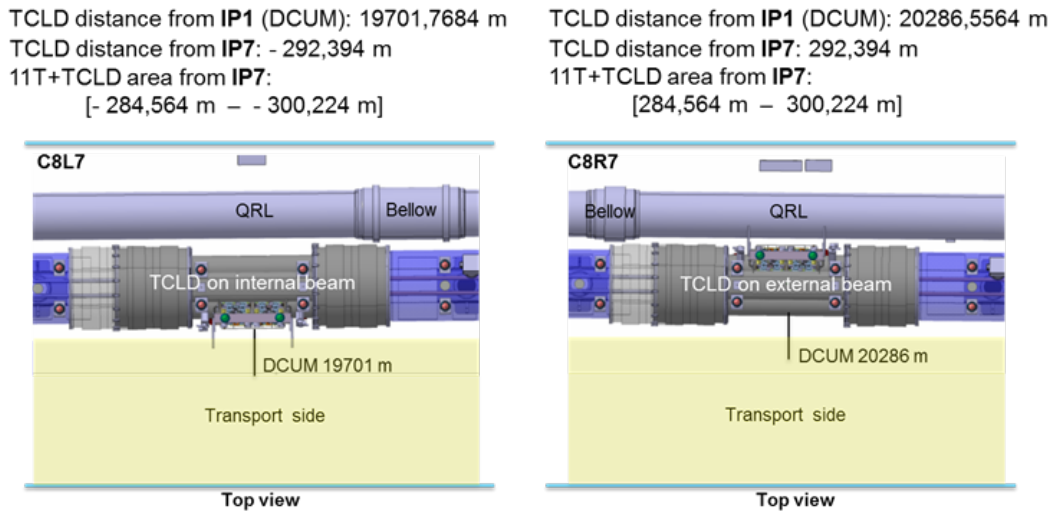 TCLD distance from IP1 (DCUM): 19701,7684 m
TCLD distance from IP7: - 292,394 m
11T+TCLD area from IP7:
[- 284,564 m – - 300,224 m]
C8L7
QRL
Bellow
TCLD on internal beam
DCUM 19701 m
Transport side
Top view
TCLD distance from IP1 (DCUM): 20286,5564 m
TCLD distance from IP7: 292,394 m
11T+TCLD area from IP7:
[284,564 m – 300,224 m]
C8R7
Bellow
QRL
TCLD on external beam
DCUM 20286 m
Transport side
Top view